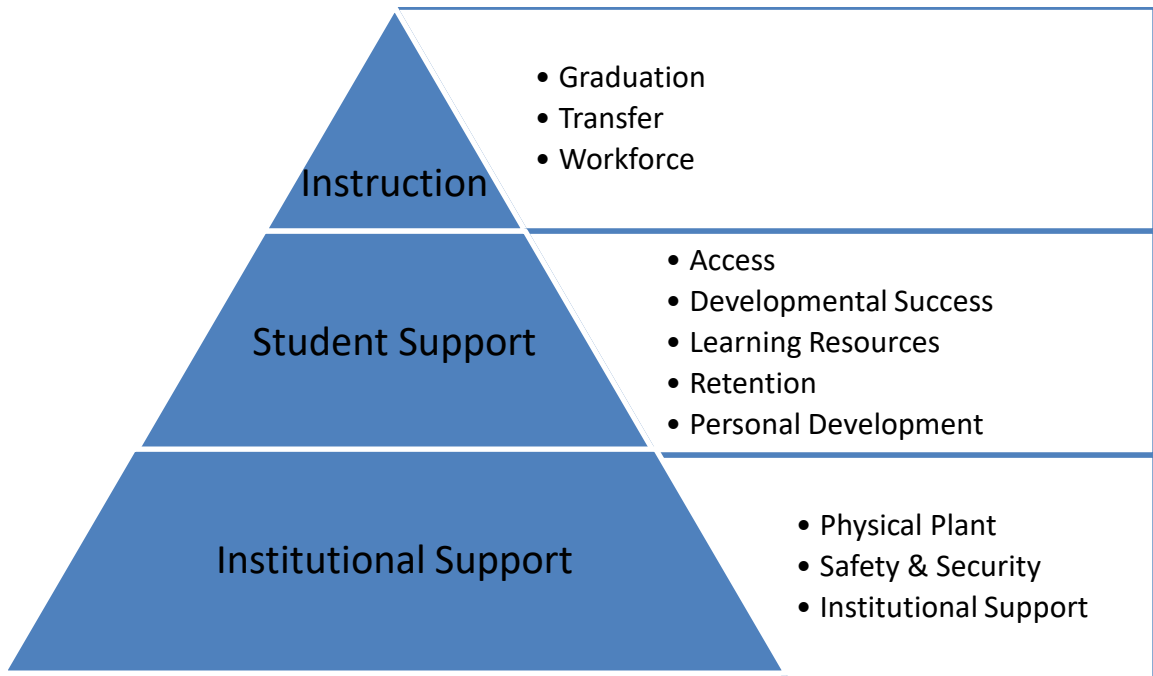 Instruction
• Graduation
• Transfer
• Workforce
Student Support
• Access
• Developmental Success
• Learning Resources
• Retention
• Personal Development
Institutional Support
• Physical Plant
• Safety & Security
• Institutional Support